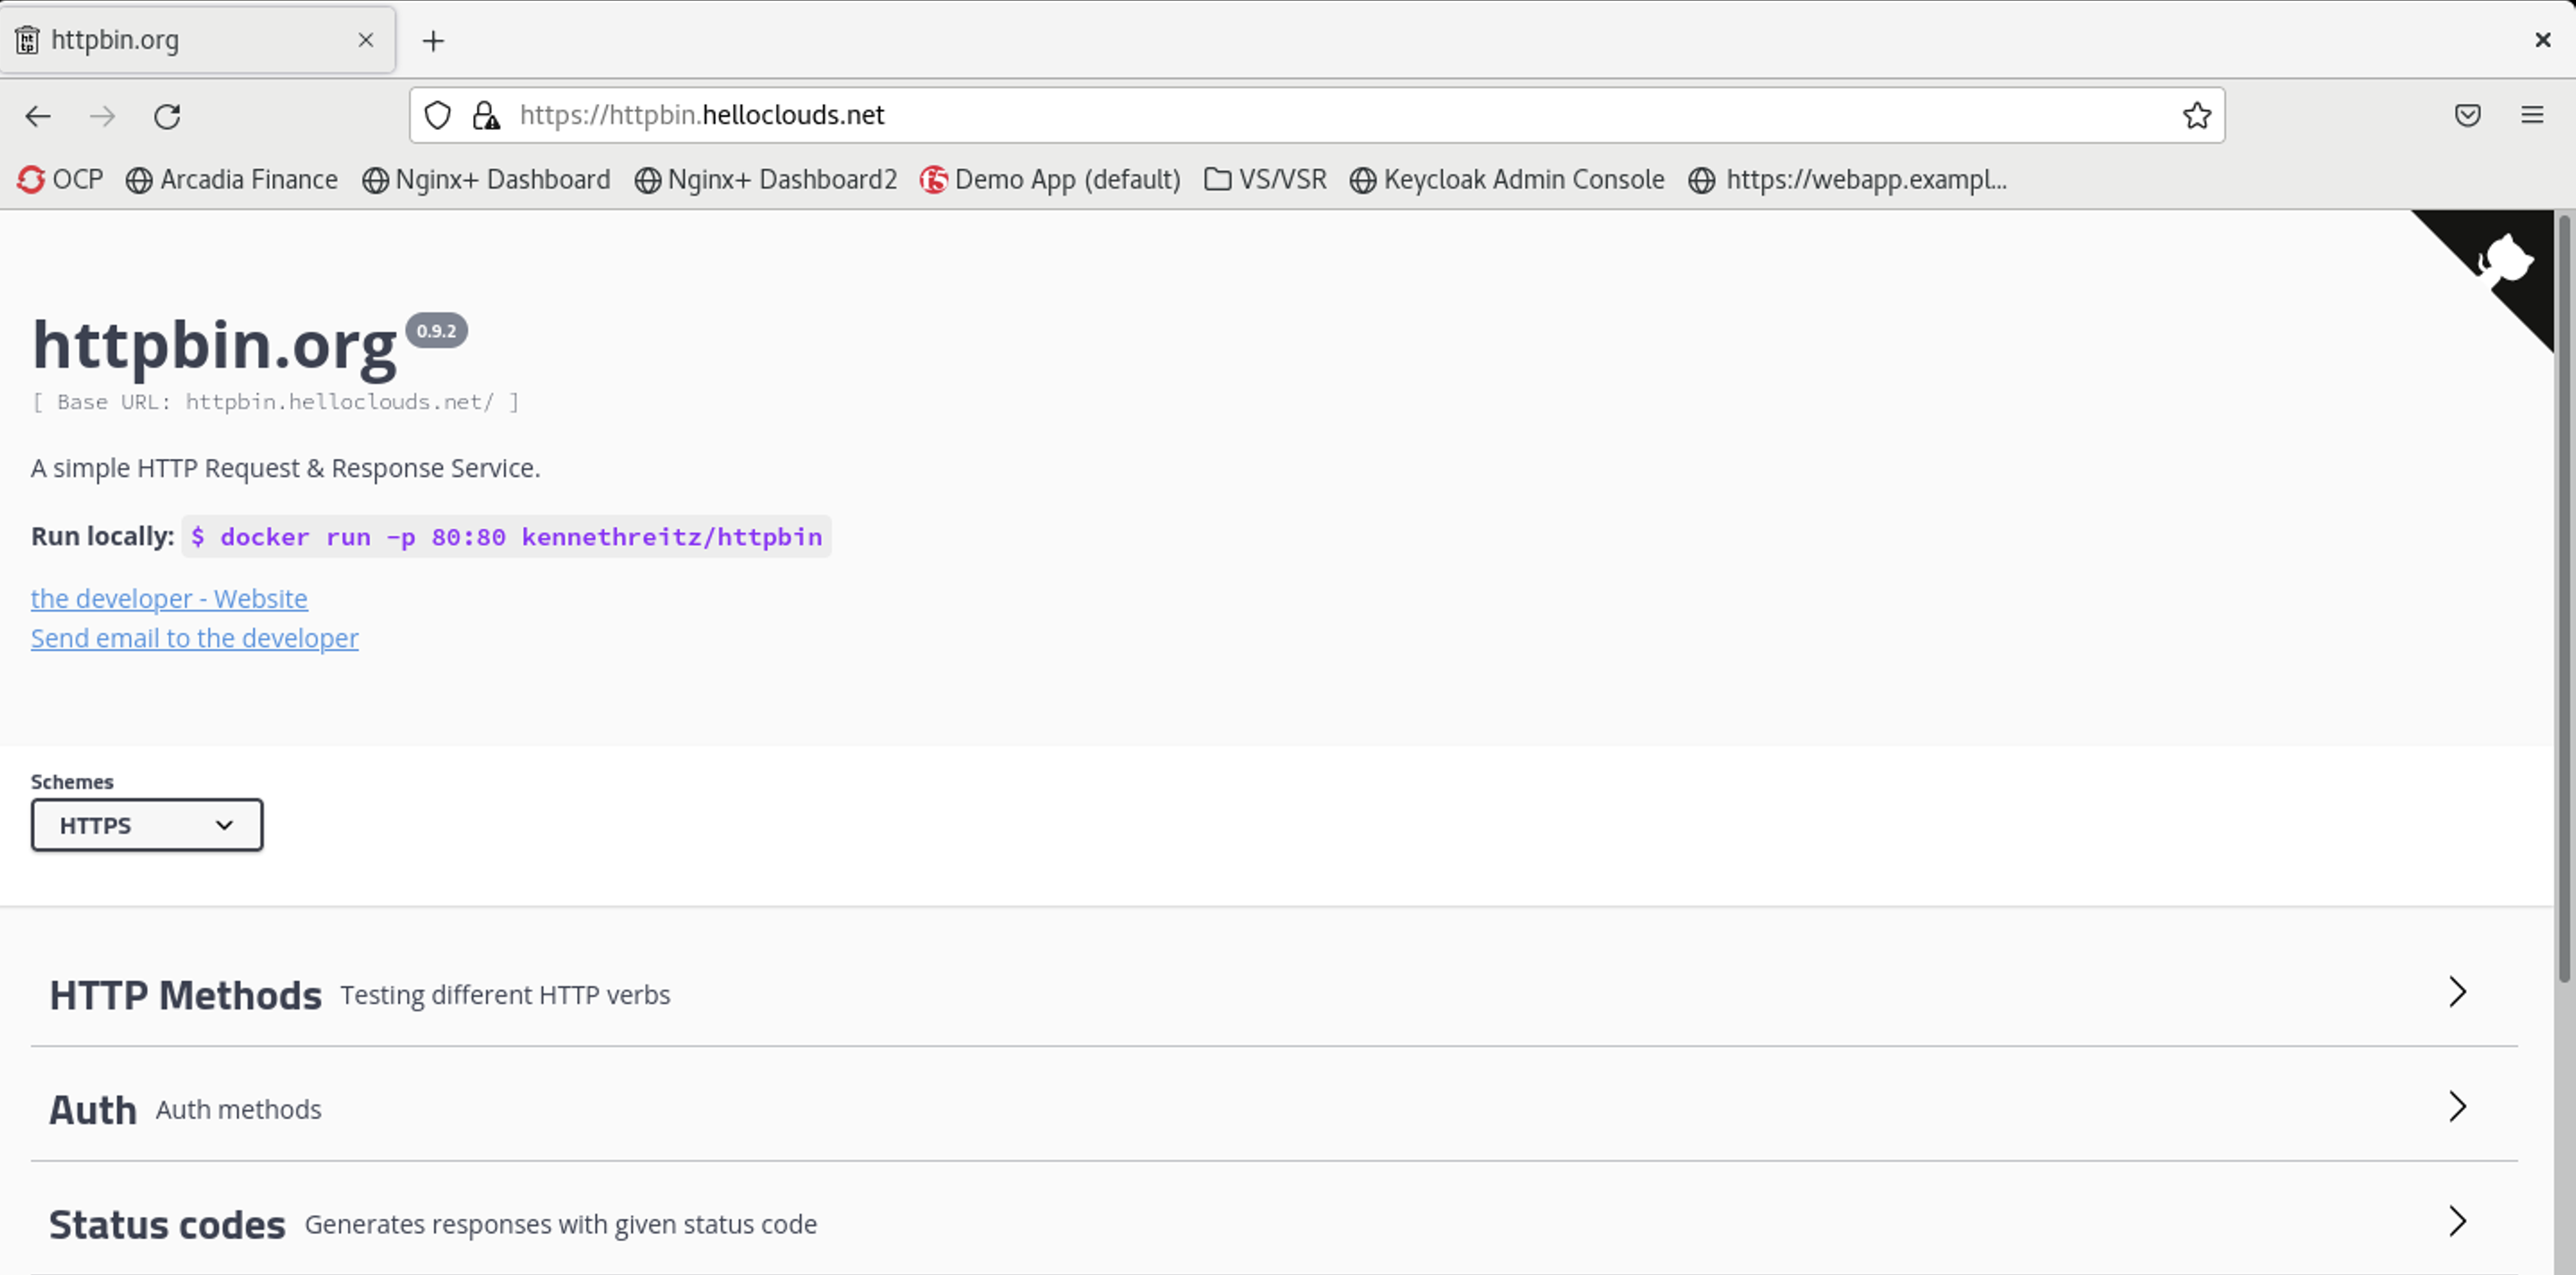 httpbin.org
https://httpbin.helloclouds.net
OCP Arcadia Finance Nginx+ Dashboard Nginx+ Dashboard2 Demo App (default) VS/VSR Keycloak Admin Console https://webapp.exampl...
httpbin.org 0.9.2
[ Base URL: httpbin.helloclouds.net/ ]
A simple HTTP Request & Response Service.
Run locally: $ docker run -p 80:80 kennethreitz/httpbin
the developer - Website
Send email to the developer
Schemes
HTTPS
HTTP Methods Testing different HTTP verbs
Auth Auth methods
Status codes Generates responses with given status code